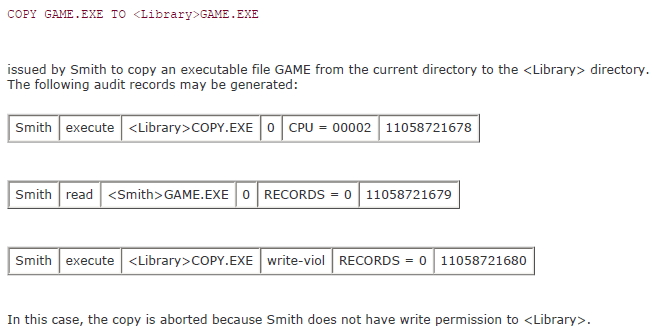 COPY GAME.EXE TO <Library>GAME.EXE
issued by Smith to copy an executable file GAME from the current directory to the <Library> directory.
The following audit records may be generated:
Smith execute <Library>COPY.EXE 0 CPU = 00002 11058721678
Smith read <Smith>GAME.EXE 0 RECORDS = 0 11058721679
Smith execute <Library>COPY.EXE write-viol RECORDS = 0 11058721680
In this case, the copy is aborted because Smith does not have write permission to <Library>.